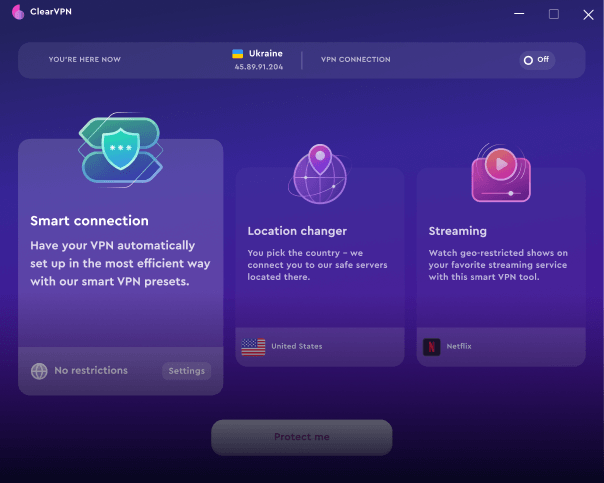 ClearVPN
YOU'RE HERE NOW
Ukraine
45.89.91.204
VPN CONNECTION
Off
Smart connection
Have your VPN automatically
set up in the most efficient way
with our smart VPN presets.
No restrictions
Settings
Location changer
You pick the country – we
connect you to our safe servers
located there.
United States
Streaming
Watch geo-restricted shows on
your favorite streaming service
with this smart VPN tool.
N
Netflix
Protect me